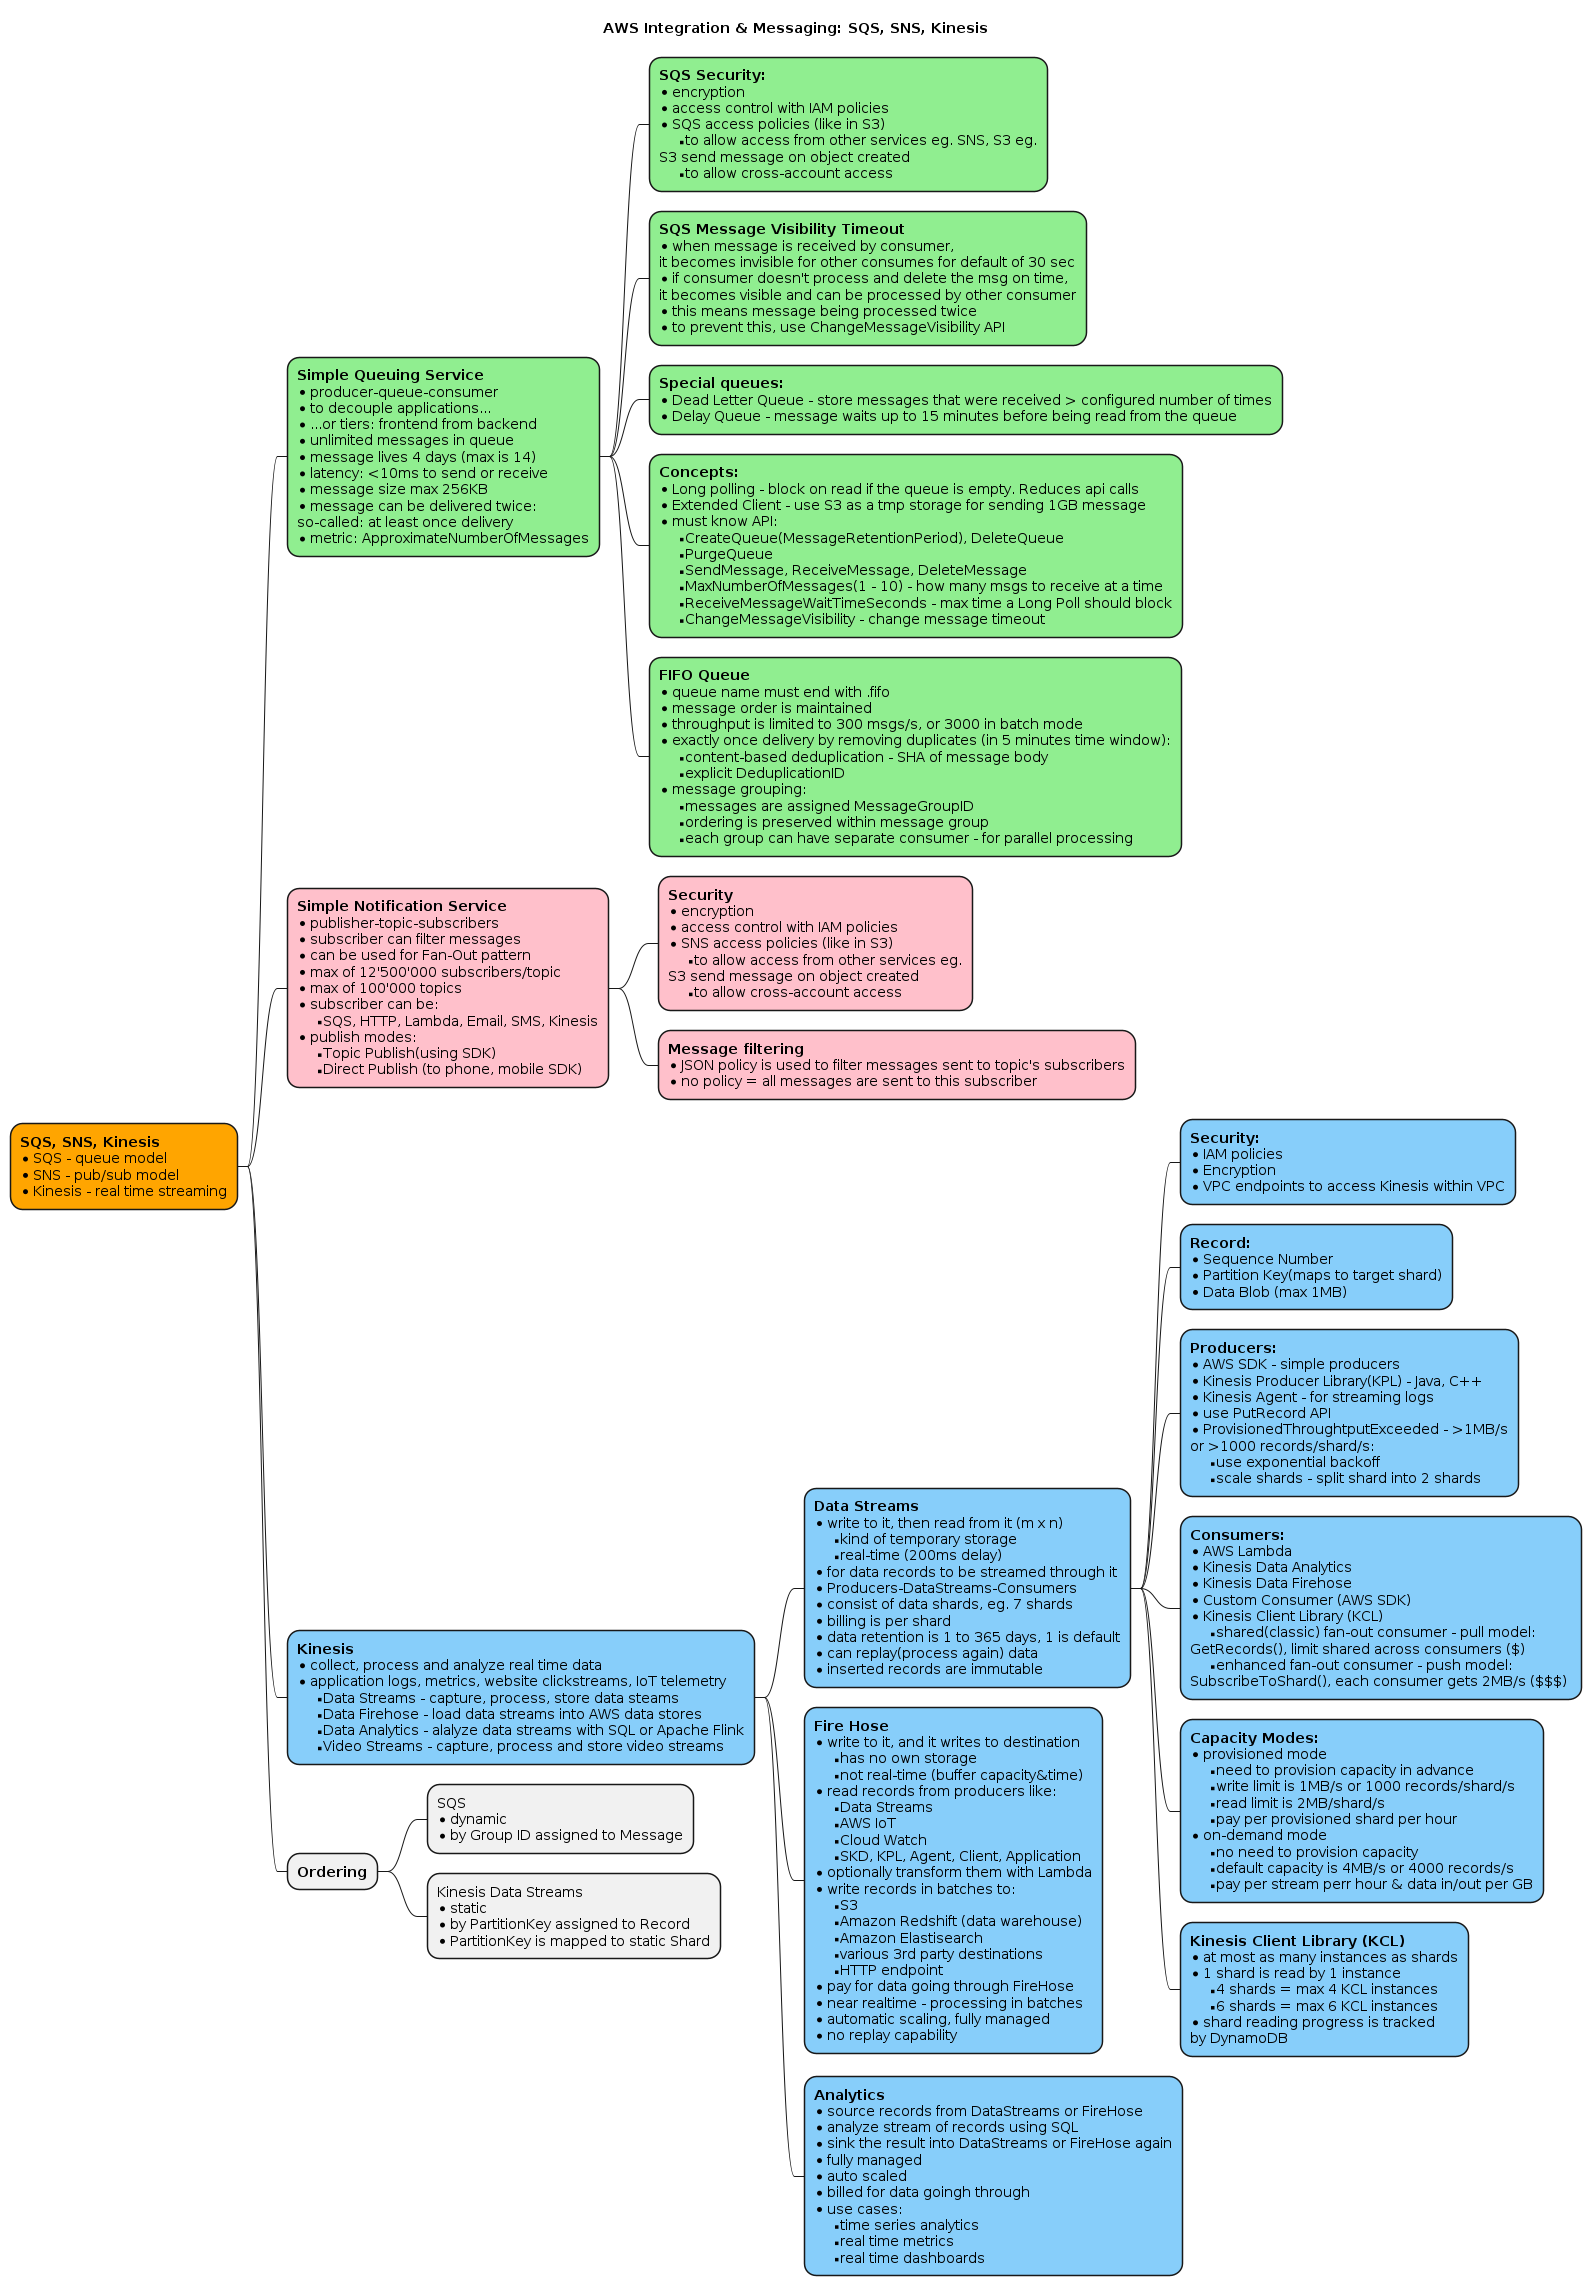 AWS Integration & Messaging: SQS, SNS, Kinesis
SQS, SNS, Kinesis
• SQS - queue model
• SNS - pub/sub model
• Kinesis - real time streaming
Simple Queuing Service
• producer-queue-consumer
• to decouple applications...
• ...or tiers: frontend from backend
• unlimited messages in queue
• message lives 4 days (max is 14)
• latency: <10ms to send or receive
• message size max 256KB
• message can be delivered twice:
so-called: at least once delivery
• metric: ApproximateNumberOfMessages
SQS Security:
• encryption
• access control with IAM policies
• SQS access policies (like in S3)
▪to allow access from other services eg. SNS, S3 eg.
S3 send message on object created
▪to allow cross-account access
SQS Message Visibility Timeout
• when message is received by consumer,
it becomes invisible for other consumes for default of 30 sec
• if consumer doesn't process and delete the msg on time,
it becomes visible and can be processed by other consumer
• this means message being processed twice
• to prevent this, use ChangeMessageVisibility API
Special queues:
• Dead Letter Queue - store messages that were received > configured number of times
• Delay Queue - message waits up to 15 minutes before being read from the queue
Concepts:
• Long polling - block on read if the queue is empty. Reduces api calls
• Extended Client - use S3 as a tmp storage for sending 1GB message
• must know API:
▪CreateQueue(MessageRetentionPeriod), DeleteQueue
▪PurgeQueue
▪SendMessage, ReceiveMessage, DeleteMessage
▪MaxNumberOfMessages(1 - 10) - how many msgs to receive at a time
▪ReceiveMessageWaitTimeSeconds - max time a Long Poll should block
▪ChangeMessageVisibility - change message timeout
FIFO Queue
• queue name must end with .fifo
• message order is maintained
• throughput is limited to 300 msgs/s, or 3000 in batch mode
• exactly once delivery by removing duplicates (in 5 minutes time window):
▪content-based deduplication - SHA of message body
▪explicit DeduplicationID
• message grouping:
▪messages are assigned MessageGroupID
▪ordering is preserved within message group
▪each group can have separate consumer - for parallel processing
Simple Notification Service
• publisher-topic-subscribers
• subscriber can filter messages
• can be used for Fan-Out pattern
• max of 12'500'000 subscribers/topic
• max of 100'000 topics
• subscriber can be:
▪SQS, HTTP, Lambda, Email, SMS, Kinesis
• publish modes:
▪Topic Publish(using SDK)
▪Direct Publish (to phone, mobile SDK)
Security
• encryption
• access control with IAM policies
• SNS access policies (like in S3)
▪to allow access from other services eg.
S3 send message on object created
▪to allow cross-account access
Message filtering
• JSON policy is used to filter messages sent to topic's subscribers
• no policy = all messages are sent to this subscriber
Kinesis
• collect, process and analyze real time data
• application logs, metrics, website clickstreams, IoT telemetry
▪Data Streams - capture, process, store data steams
▪Data Firehose - load data streams into AWS data stores
▪Data Analytics - alalyze data streams with SQL or Apache Flink
▪Video Streams - capture, process and store video streams
Data Streams
• write to it, then read from it (m x n)
▪kind of temporary storage
▪real-time (200ms delay)
• for data records to be streamed through it
• Producers-DataStreams-Consumers
• consist of data shards, eg. 7 shards
• billing is per shard
• data retention is 1 to 365 days, 1 is default
• can replay(process again) data
• inserted records are immutable
Security:
• IAM policies
• Encryption
• VPC endpoints to access Kinesis within VPC
Record:
• Sequence Number
• Partition Key(maps to target shard)
• Data Blob (max 1MB)
Producers:
• AWS SDK - simple producers
• Kinesis Producer Library(KPL) - Java, C++
• Kinesis Agent - for streaming logs
• use PutRecord API
• ProvisionedThroughtputExceeded - >1MB/s
or >1000 records/shard/s:
▪use exponential backoff
▪scale shards - split shard into 2 shards
Consumers:
• AWS Lambda
• Kinesis Data Analytics
• Kinesis Data Firehose
• Custom Consumer (AWS SDK)
• Kinesis Client Library (KCL)
▪shared(classic) fan-out consumer - pull model:
GetRecords(), limit shared across consumers ($)
▪enhanced fan-out consumer - push model:
SubscribeToShard(), each consumer gets 2MB/s ($$$)
Capacity Modes:
• provisioned mode
▪need to provision capacity in advance
▪write limit is 1MB/s or 1000 records/shard/s
▪read limit is 2MB/shard/s
▪pay per provisioned shard per hour
• on-demand mode
▪no need to provision capacity
▪default capacity is 4MB/s or 4000 records/s
▪pay per stream perr hour & data in/out per GB
Kinesis Client Library (KCL)
• at most as many instances as shards
• 1 shard is read by 1 instance
▪4 shards = max 4 KCL instances
▪6 shards = max 6 KCL instances
• shard reading progress is tracked
by DynamoDB
Fire Hose
• write to it, and it writes to destination
▪has no own storage
▪not real-time (buffer capacity&time)
• read records from producers like:
▪Data Streams
▪AWS IoT
▪Cloud Watch
▪SKD, KPL, Agent, Client, Application
• optionally transform them with Lambda
• write records in batches to:
▪S3
▪Amazon Redshift (data warehouse)
▪Amazon Elastisearch
▪various 3rd party destinations
▪HTTP endpoint
• pay for data going through FireHose
• near realtime - processing in batches
• automatic scaling, fully managed
• no replay capability
Analytics
• source records from DataStreams or FireHose
• analyze stream of records using SQL
• sink the result into DataStreams or FireHose again
• fully managed
• auto scaled
• billed for data goingh through
• use cases:
▪time series analytics
▪real time metrics
▪real time dashboards
Ordering
SQS
• dynamic
• by Group ID assigned to Message
Kinesis Data Streams
• static
• by PartitionKey assigned to Record
• PartitionKey is mapped to static Shard